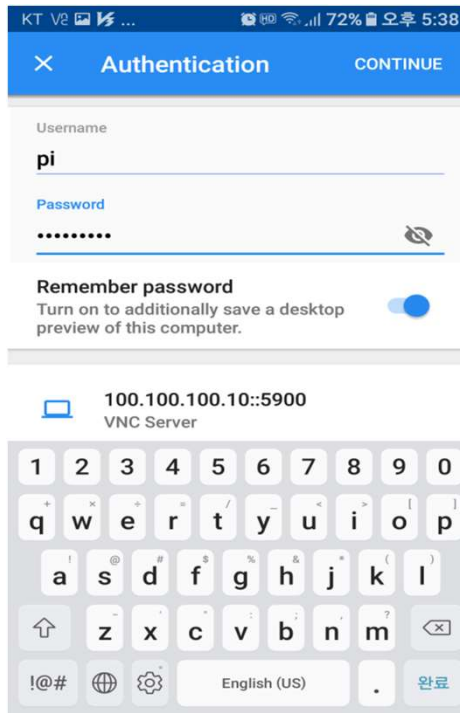 KT V2 ... HD 72% 오후 5:38
× Authentication CONTINUE
Username
pi
Password
•••••••••
Remember password
Turn on to additionally save a desktop
preview of this computer.
100.100.100.10::5900
VNC Server
1 2 3 4 5 6 7 8 9 0
+ × ÷ = / _ < > [ ]
q w e r t y u i o p
! @ # $ % & * ( )
a s d f g h j k l
- ' " : ; , ?
z x c v b n m
!@# English (US) . 완료